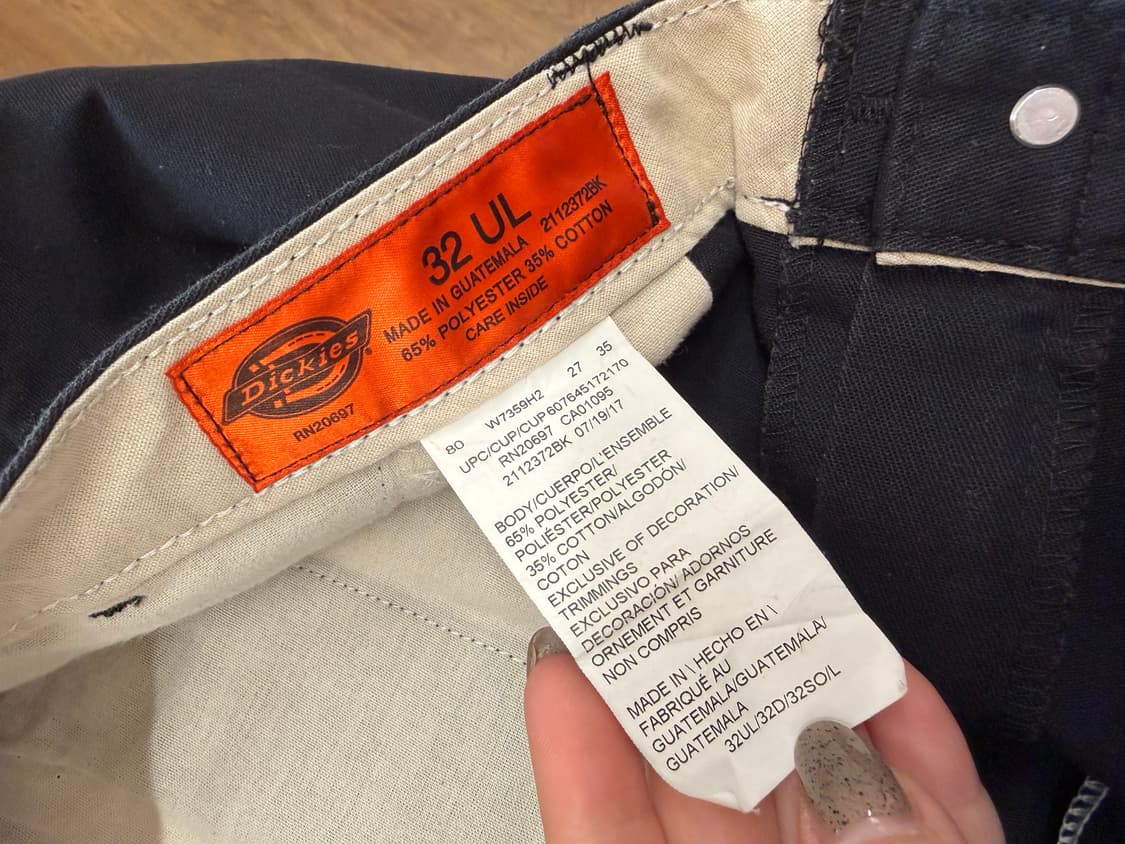 32 UL
MADE IN GUATEMALA 2112372BK
65% POLYESTER 35% COTTON
CARE INSIDE
Dickies
®
RN20697
80 W7359H2 27 35
UPC/CUP/CUP607645172170
RN20697 CA01095
2112372BK 07/19/17
BODY/CUERPO/L'ENSEMBLE
65% POLYESTER/
POLIÉSTER/POLYESTER
35% COTTON/ALGODÓN/
COTON
EXCLUSIVE OF DECORATION/
TRIMMINGS
EXCLUSIVO PARA
DECORACIÓN/ ADORNOS
ORNEMENT ET GARNITURE
NON COMPRIS
MADE IN \ HECHO EN \
FABRIQUÉ AU
GUATEMALA/GUATEMALA/
GUATEMALA
32UL/32D/32SO/L